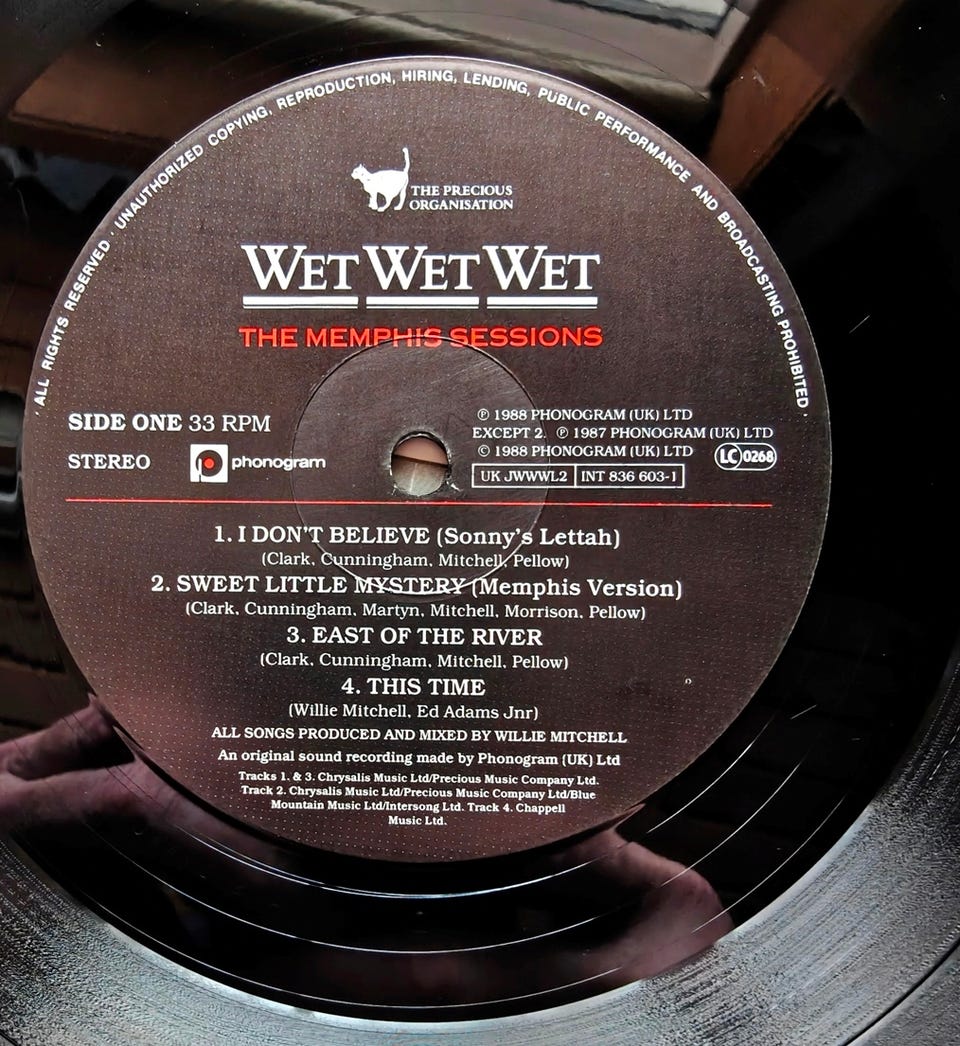 · ALL RIGHTS RESERVED · UNAUTHORIZED COPYING, REPRODUCTION, HIRING, LENDING, PUBLIC PERFORMANCE AND BROADCASTING PROHIBITED ·
THE PRECIOUS
ORGANISATION
WET WET WET
THE MEMPHIS SESSIONS
SIDE ONE 33 RPM
STEREO
phonogram
℗ 1988 PHONOGRAM (UK) LTD
EXCEPT 2. ℗ 1987 PHONOGRAM (UK) LTD
© 1988 PHONOGRAM (UK) LTD
LC 0268
UK JWWWL2 INT 836 603-1
1. I DON'T BELIEVE (Sonny's Lettah)
(Clark, Cunningham, Mitchell, Pellow)
2. SWEET LITTLE MYSTERY (Memphis Version)
(Clark, Cunningham, Martyn, Mitchell, Morrison, Pellow)
3. EAST OF THE RIVER
(Clark, Cunningham, Mitchell, Pellow)
4. THIS TIME
(Willie Mitchell, Ed Adams Jnr)
ALL SONGS PRODUCED AND MIXED BY WILLIE MITCHELL
An original sound recording made by Phonogram (UK) Ltd
Tracks 1. & 3. Chrysalis Music Ltd/Precious Music Company Ltd.
Track 2. Chrysalis Music Ltd/Precious Music Company Ltd/Blue
Mountain Music Ltd/Intersong Ltd. Track 4. Chappell
Music Ltd.